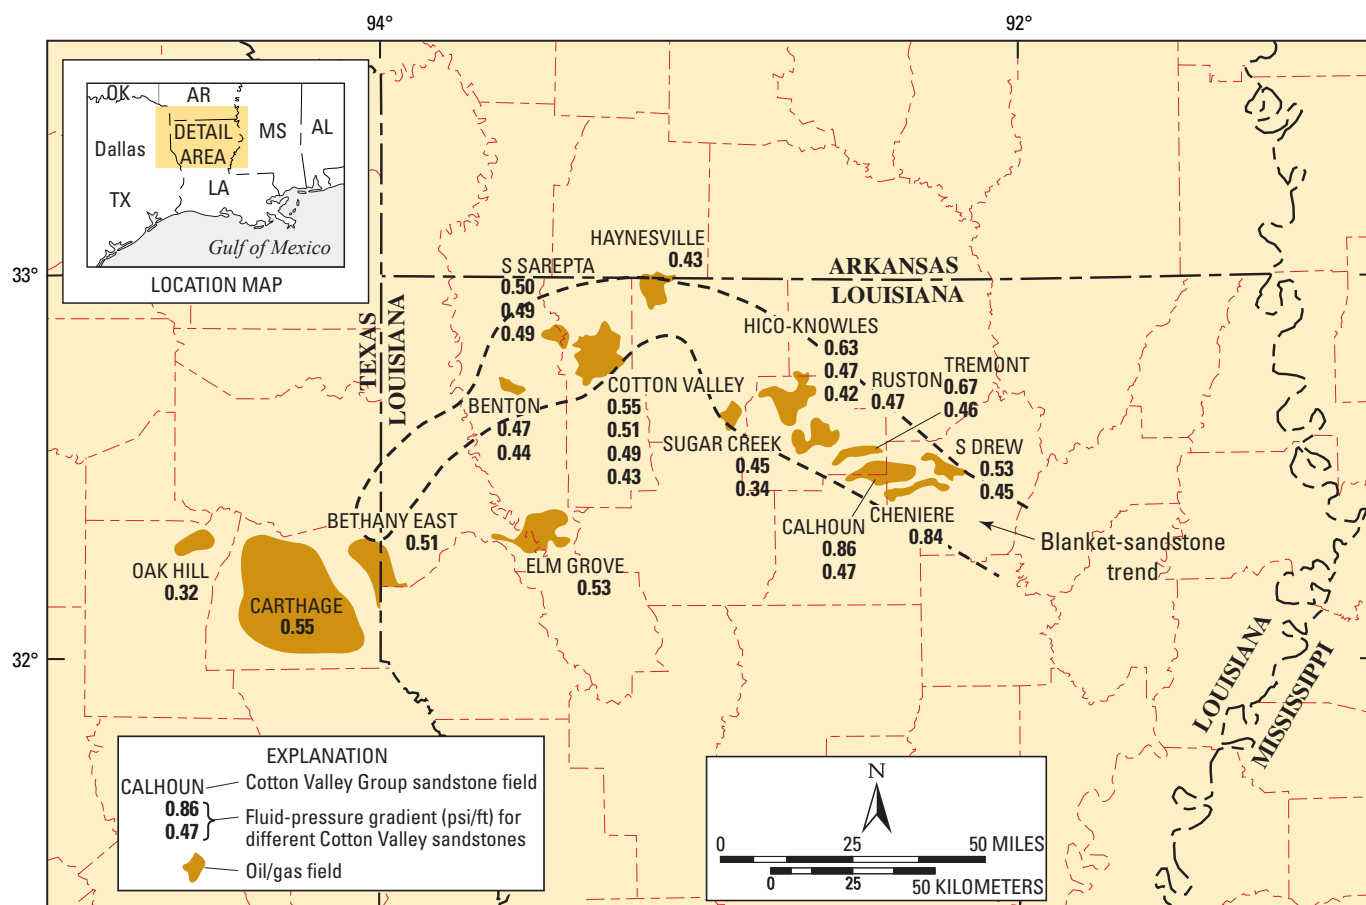 94°
92°
OK
AR
DETAIL
AREA
MS
AL
Dallas
TX
LA
Gulf of Mexico
LOCATION MAP
33°
32°
HAYNESVILLE
0.43
S SAREPTA
0.50
0.49
0.49
ARKANSAS
LOUISIANA
TEXAS
LOUISIANA
HICO-KNOWLES
0.63
0.47
0.42
RUSTON
0.47
TREMONT
0.67
0.46
COTTON VALLEY
0.55
0.51
0.49
0.43
BENTON
0.47
0.44
SUGAR CREEK
0.45
0.34
S DREW
0.53
0.45
CALHOUN
0.86
0.47
CHENIERE
0.84
Blanket-sandstone
trend
BETHANY EAST
0.51
ELM GROVE
0.53
OAK HILL
0.32
CARTHAGE
0.55
LOUISIANA
MISSISSIPPI
EXPLANATION
CALHOUN
Cotton Valley Group sandstone field
0.86
0.47
Fluid-pressure gradient (psi/ft) for
different Cotton Valley sandstones
Oil/gas field
N
0 25 50 MILES
0 25 50 KILOMETERS